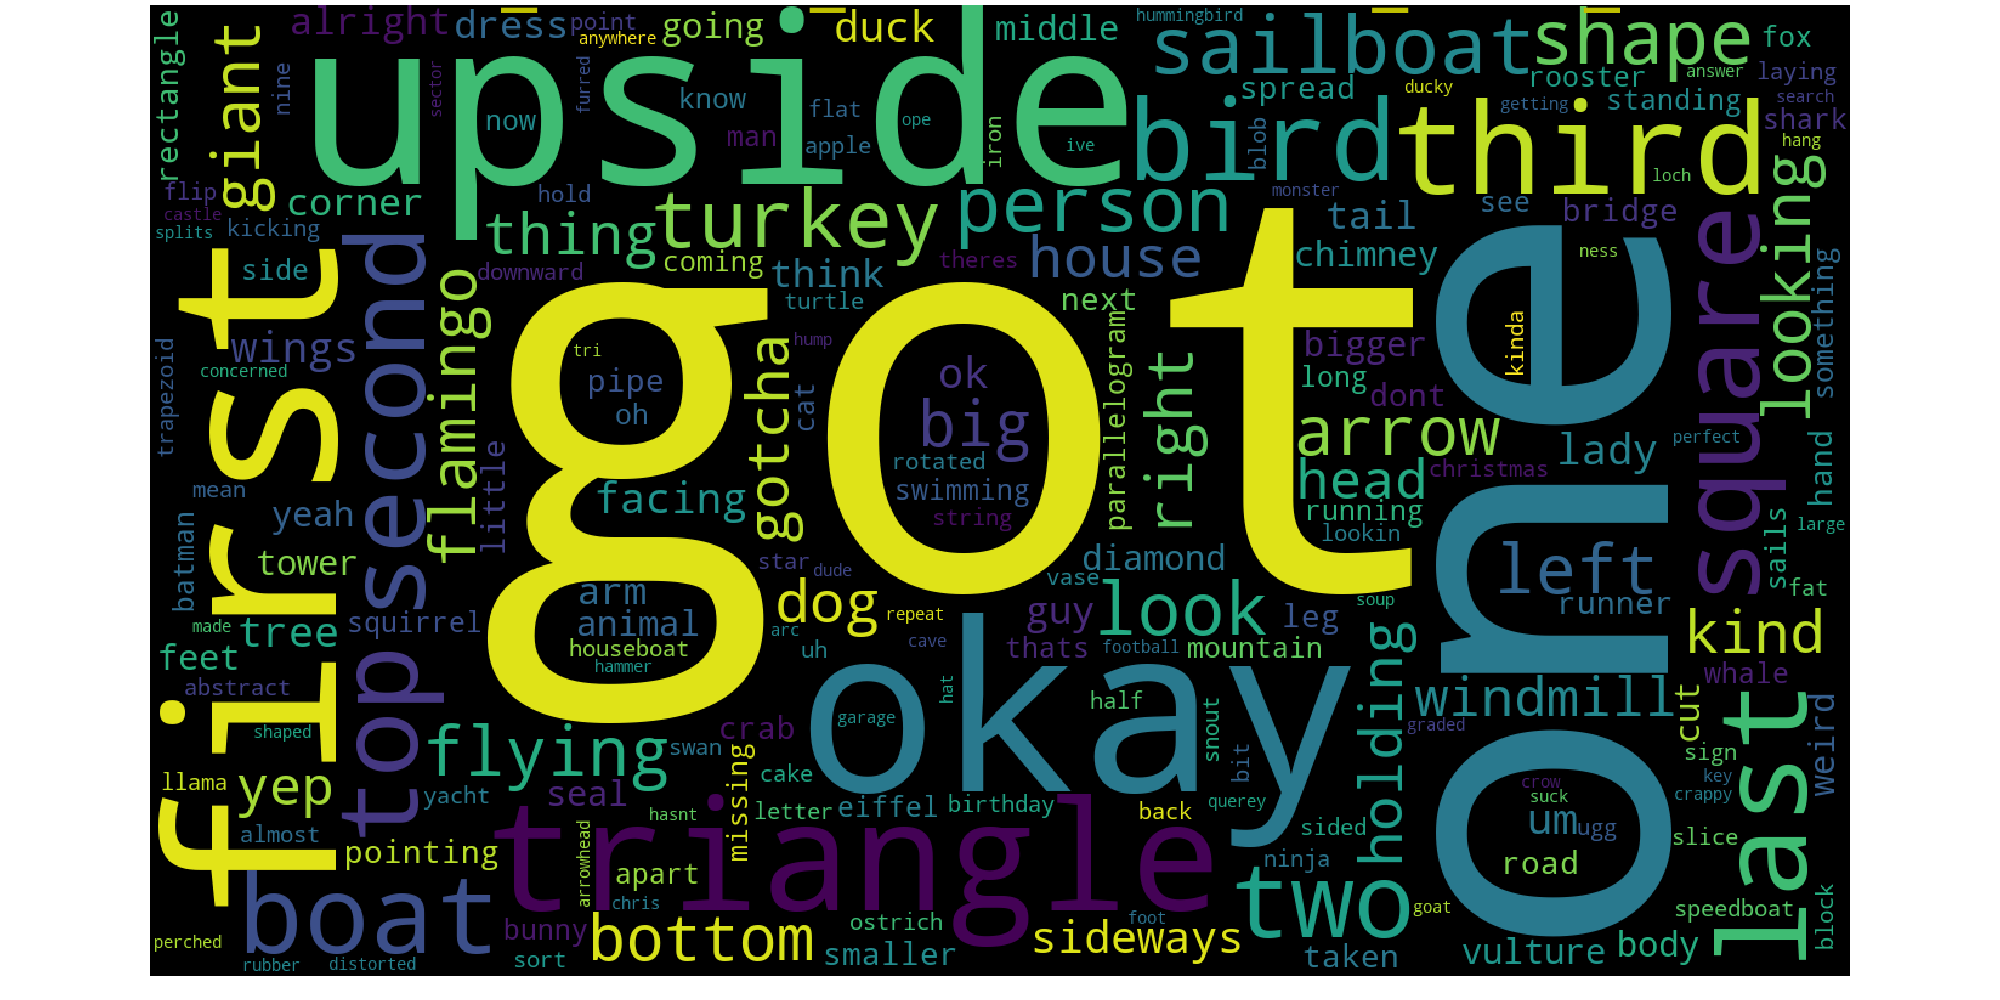 got
upside
one
first
okay
triangle
third
second
square
bird
boat
sailboat
last
top
two
shape
turkey
person
giant
flamingo
flying
bottom
thing
gotcha
right
look
looking
big
left
arrow
head
dog
kind
windmill
holding
sideways
house
facing
alright
dress
point
anywhere
going
duck
middle
hummingbird
fox
rooster
answer
laying
search
getting
ducky
spread
standing
shark
hang
rectangle
nine
sector
furred
know
now
flat
man
apple
ope
ive
iron
blob
monster
loch
flip
castle
splits
kicking
corner
hold
tail
see
bridge
ness
chimney
side
downward
coming
think
theres
turtle
next
something
wings
concerned
trapezoid
tri
pipe
oh
hump
cat
ok
rotated
swimming
string
parallelogram
bigger
long
dont
kinda
lady
perfect
christmas
running
lookin
hand
large
sails
mean
yeah
little
batman
tower
squirrel
made
tree
feet
abstract
shaped
arm
animal
houseboat
hammer
star
dude
arc
uh
repeat
cave
vase
diamond
guy
leg
thats
football
mountain
soup
runner
fat
whale
weird
cut
sign
key
crappy
slice
graded
half
snout
bit
hat
garage
crab
swan
missing
cake
seal
letter
eiffel
birthday
back
querey
hasnt
llama
yep
yacht
almost
pointing
arrowhead
apart
chris
bunny
sort
ostrich
smaller
foot
sided
ninja
goat
taken
crow
suck
um
ugg
road
speedboat
block
vulture
body
perched
rubber
distorted